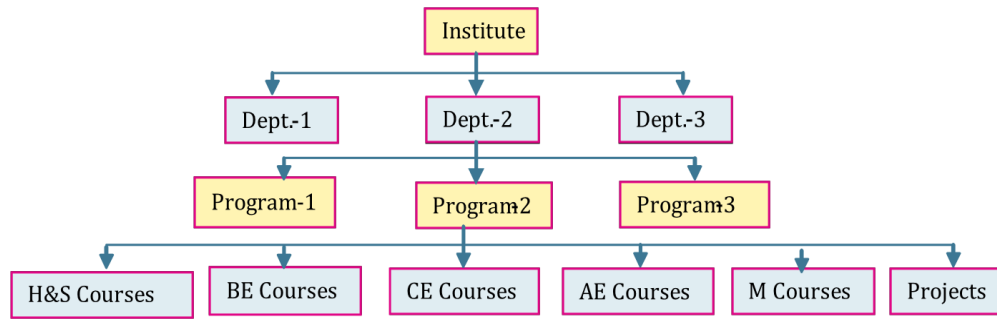 Institute
Dept.-1
Dept.-2
Dept.-3
Program-1
Program-2
Program-3
H&S Courses
BE Courses
CE Courses
AE Courses
M Courses
Projects